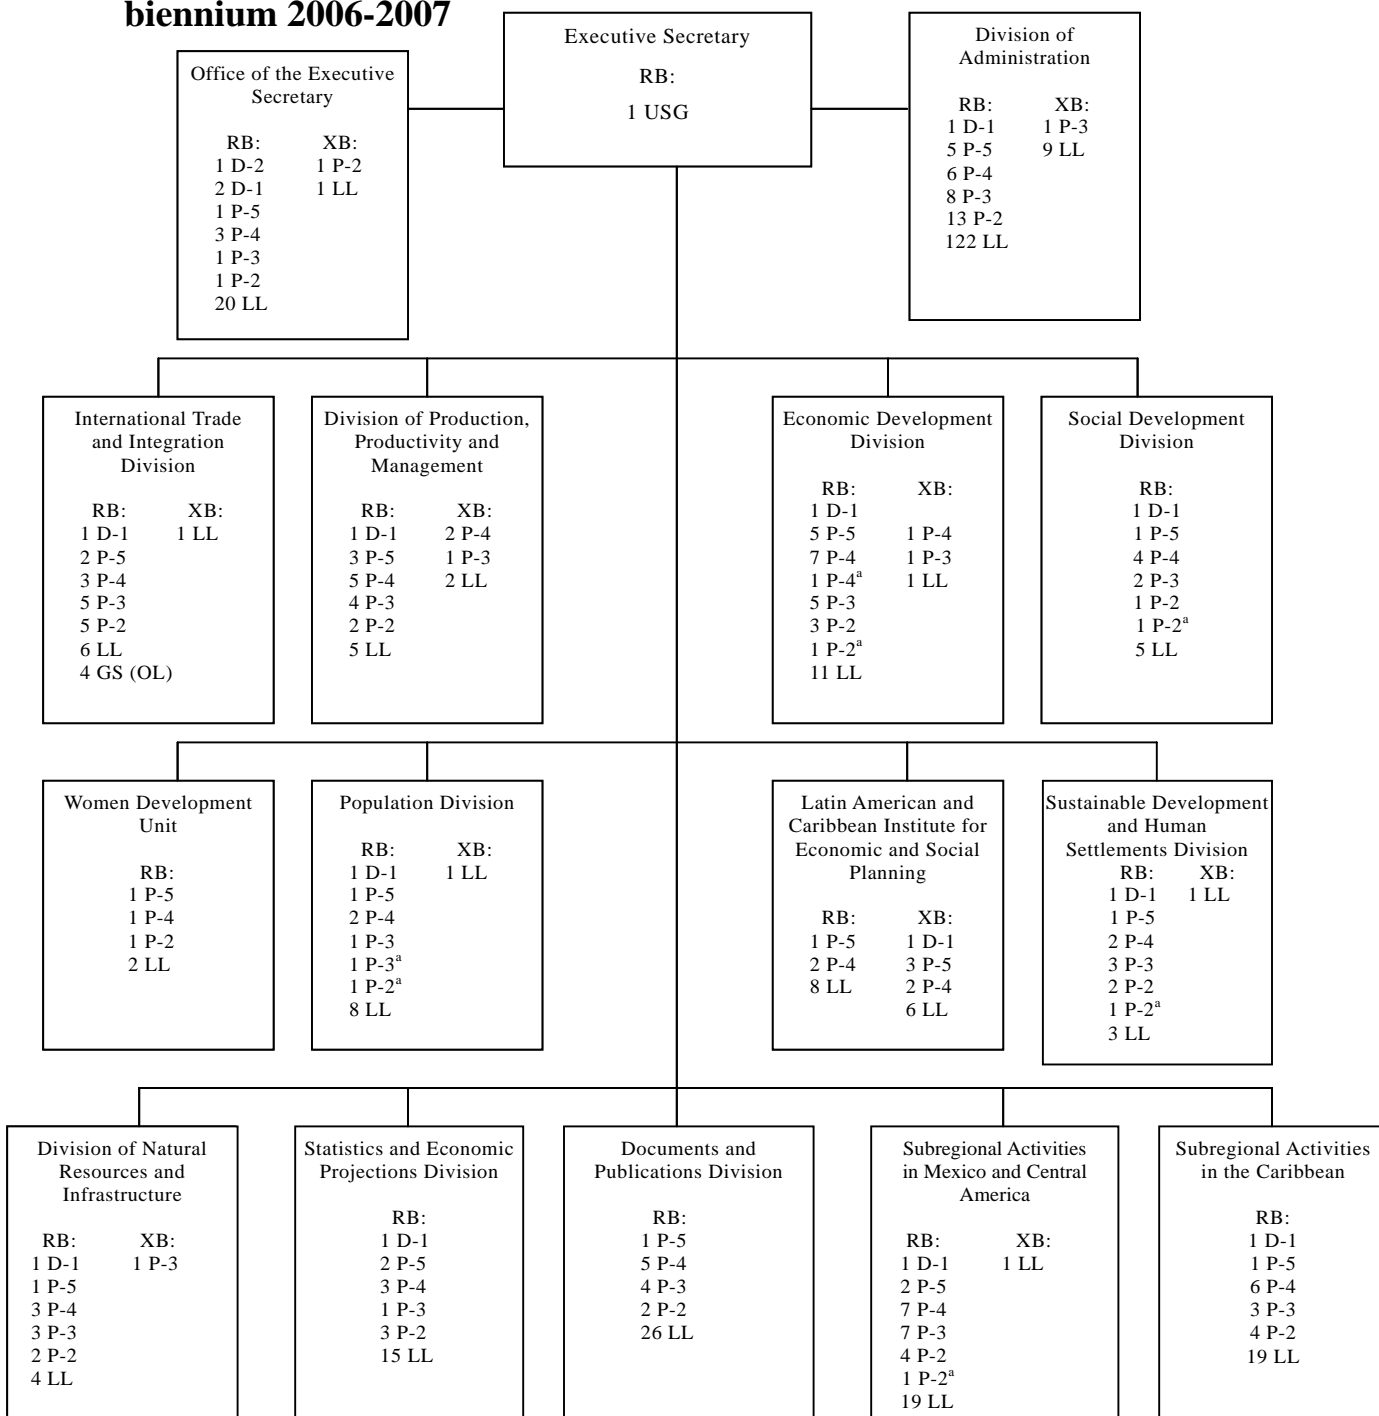 biennium 2006-2007
Executive Secretary
RB:
1 USG
Office of the Executive
Secretary
RB: XB:
1 D-2 1 P-2
2 D-1 1 LL
1 P-5
3 P-4
1 P-3
1 P-2
20 LL
Division of
Administration
RB: XB:
1 D-1 1 P-3
5 P-5 9 LL
6 P-4
8 P-3
13 P-2
122 LL
International Trade
and Integration
Division
RB: XB:
1 D-1 1 LL
2 P-5
3 P-4
5 P-3
5 P-2
6 LL
4 GS (OL)
Division of Production,
Productivity and
Management
RB: XB:
1 D-1 2 P-4
3 P-5 1 P-3
5 P-4 2 LL
4 P-3
2 P-2
5 LL
Economic Development
Division
RB: XB:
1 D-1
5 P-5 1 P-4
7 P-4 1 P-3
1 P-4a 1 LL
5 P-3
3 P-2
1 P-2a
11 LL
Social Development
Division
RB:
1 D-1
1 P-5
4 P-4
2 P-3
1 P-2
1 P-2a
5 LL
Women Development
Unit
RB:
1 P-5
1 P-4
1 P-2
2 LL
Population Division
RB: XB:
1 D-1 1 LL
1 P-5
2 P-4
1 P-3
1 P-3a
1 P-2a
8 LL
Latin American and
Caribbean Institute for
Economic and Social
Planning
RB: XB:
1 P-5 1 D-1
2 P-4 3 P-5
8 LL 2 P-4
6 LL
Sustainable Development
and Human
Settlements Division
RB: XB:
1 D-1 1 LL
1 P-5
2 P-4
3 P-3
2 P-2
1 P-2a
3 LL
Division of Natural
Resources and
Infrastructure
RB: XB:
1 D-1 1 P-3
1 P-5
3 P-4
3 P-3
2 P-2
4 LL
Statistics and Economic
Projections Division
RB:
1 D-1
2 P-5
3 P-4
1 P-3
3 P-2
15 LL
Documents and
Publications Division
RB:
1 P-5
5 P-4
4 P-3
2 P-2
26 LL
Subregional Activities
in Mexico and Central
America
RB: XB:
1 D-1 1 LL
2 P-5
7 P-4
7 P-3
4 P-2
1 P-2a
19 LL
Subregional Activities
in the Caribbean
RB:
1 D-1
1 P-5
6 P-4
3 P-3
4 P-2
19 LL